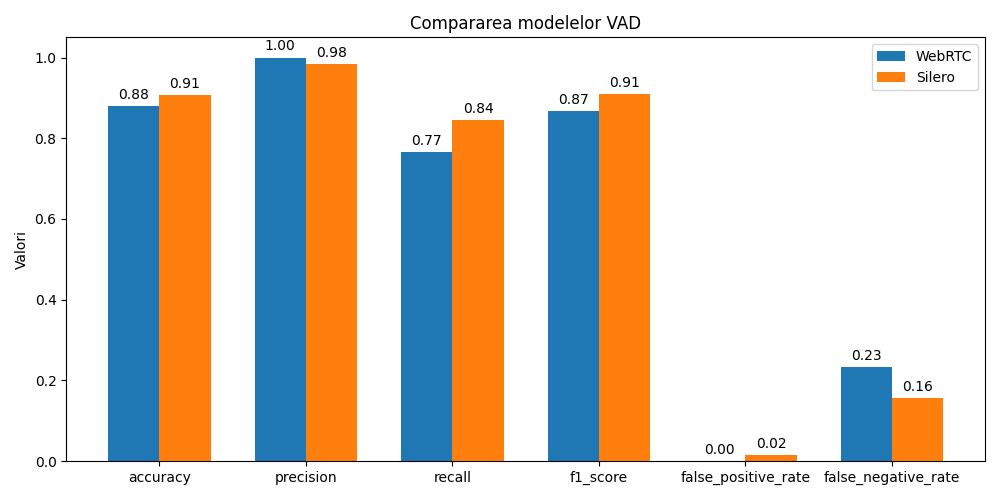 Compararea modelelor VAD
WebRTC
Silero
Valori
1.0
0.8
0.6
0.4
0.2
0.0
0.88
0.91
1.00
0.98
0.77
0.84
0.87
0.91
0.00
0.02
0.23
0.16
accuracy
precision
recall
f1_score
false_positive_rate
false_negative_rate